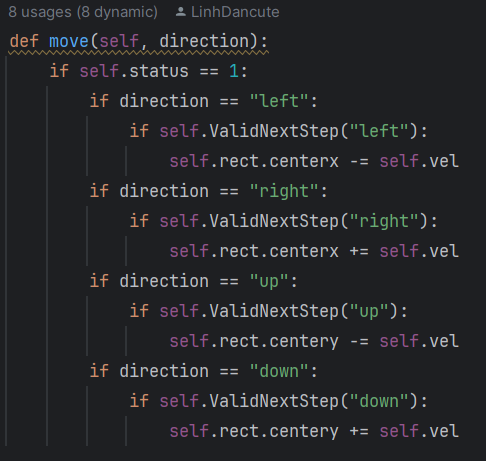 8 usages (8 dynamic) LinhDancute
def move(self, direction):
if self.status == 1:
if direction == "left":
if self.ValidNextStep("left"):
self.rect.centerx -= self.vel
if direction == "right":
if self.ValidNextStep("right"):
self.rect.centerx += self.vel
if direction == "up":
if self.ValidNextStep("up"):
self.rect.centery -= self.vel
if direction == "down":
if self.ValidNextStep("down"):
self.rect.centery += self.vel